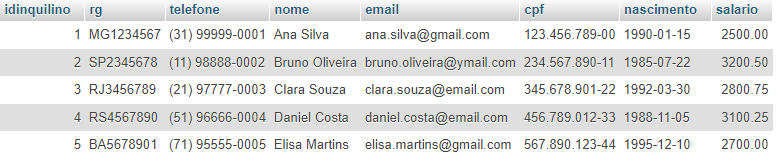 idinquilino rg telefone nome email cpf nascimento salario
1 MG1234567 (31) 99999-0001 Ana Silva ana.silva@gmail.com 123.456.789-00 1990-01-15 2500.00
2 SP2345678 (11) 98888-0002 Bruno Oliveira bruno.oliveira@ymail.com 234.567.890-11 1985-07-22 3200.50
3 RJ3456789 (21) 97777-0003 Clara Souza clara.souza@email.com 345.678.901-22 1992-03-30 2800.75
4 RS4567890 (51) 96666-0004 Daniel Costa daniel.costa@email.com 456.789.012-33 1988-11-05 3100.25
5 BA5678901 (71) 95555-0005 Elisa Martins elisa.martins@gmail.com 567.890.123-44 1995-12-10 2700.00